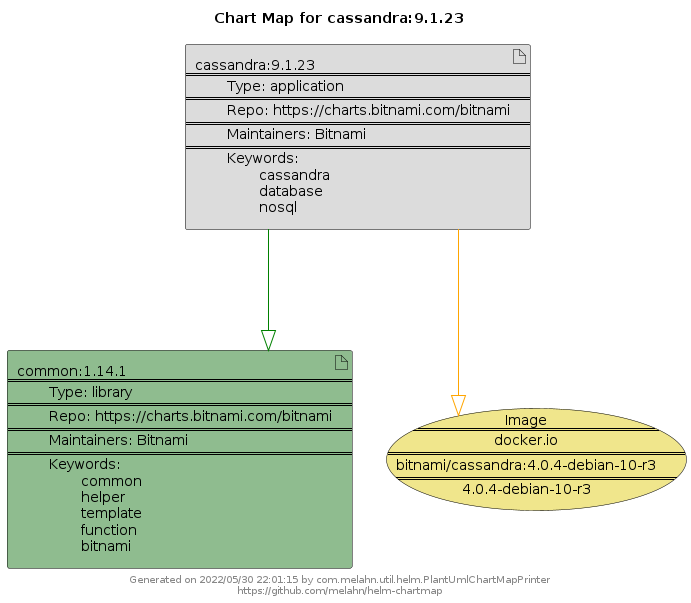 Chart Map for cassandra:9.1.23
cassandra:9.1.23
Type: application
Repo: https://charts.bitnami.com/bitnami
Maintainers: Bitnami
Keywords:
cassandra
database
nosql
common:1.14.1
Type: library
Repo: https://charts.bitnami.com/bitnami
Maintainers: Bitnami
Keywords:
common
helper
template
function
bitnami
Image
docker.io
bitnami/cassandra:4.0.4-debian-10-r3
4.0.4-debian-10-r3
Generated on 2022/05/30 22:01:15 by com.melahn.util.helm.PlantUmlChartMapPrinter
https://github.com/melahn/helm-chartmap